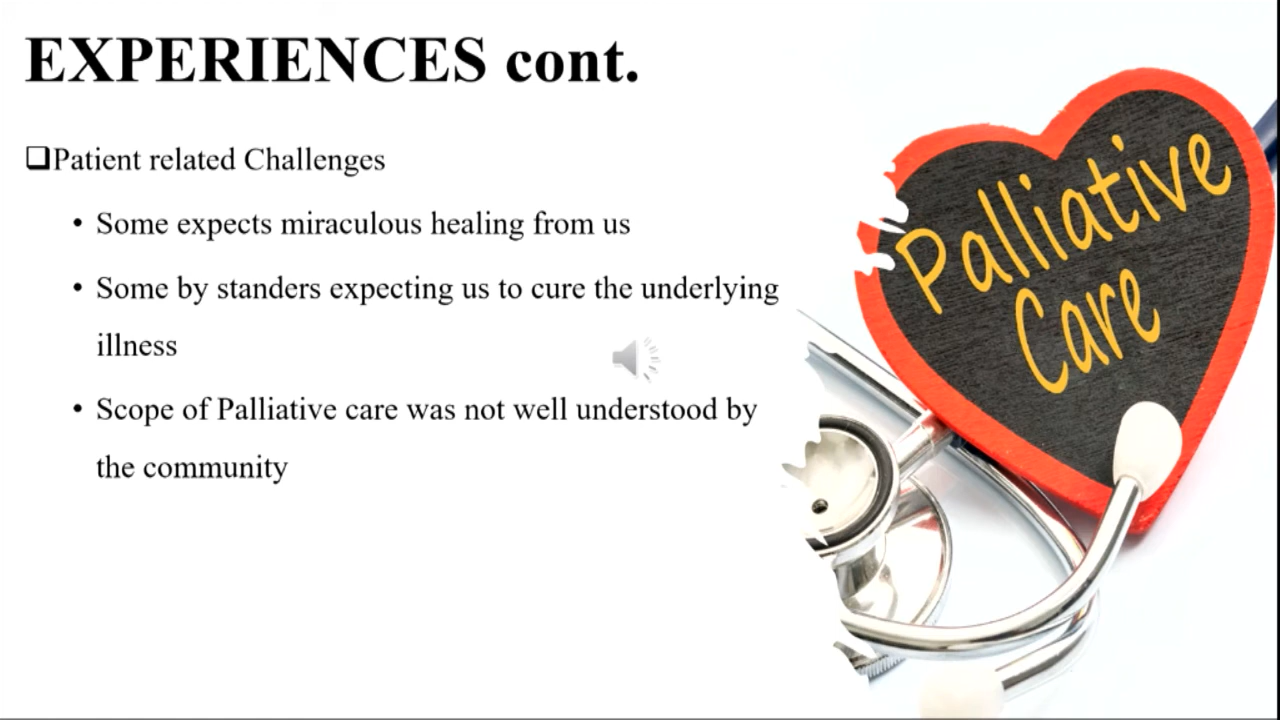 EXPERIENCES cont.
❑Patient related Challenges
• Some expects miraculous healing from us
• Some by standers expecting us to cure the underlying
illness
• Scope of Palliative care was not well understood by
the community
Palliative
Care